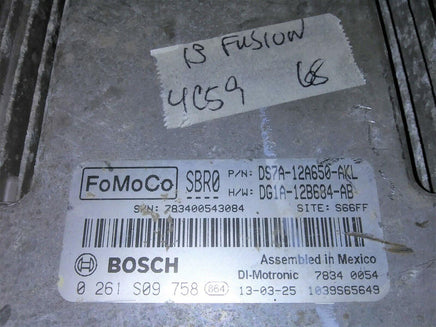 13 FUSION
4C59 68
FoMoCo SBR0 P/N: DS7A-12A650-AKL
H/W: DG1A-12B684-AB
S/N: 783400543084 SITE: S66FF
BOSCH Assembled in Mexico
DI-Motronic 7834 0054
0 261 S09 758 864 13-03-25 1039S65649